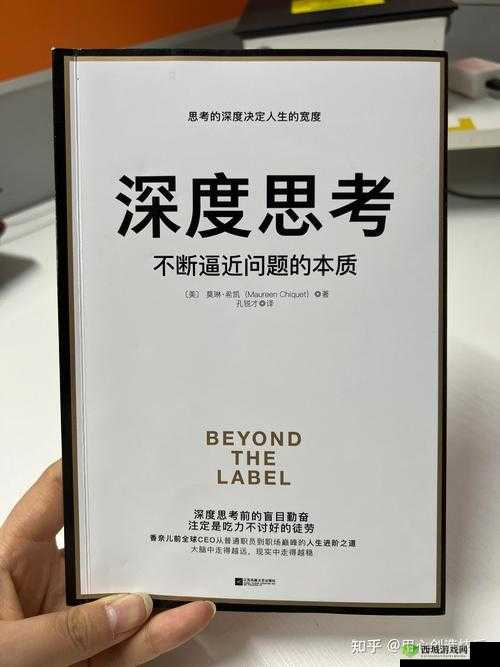 思考的深度决定人生的宽度
深度思考
不断逼近问题的本质
〔美〕莫琳·希凯（Maureen Chiquet）著
孔锐才 译
BEYOND
THE
LABEL
深度思考前的盲目勤奋
注定是吃力不讨好的徒劳
香奈儿前全球CEO从普通职员到职场巅峰的人生进阶之道
大脑中走得越远，现实中走得越稳
知乎
西域游戏网